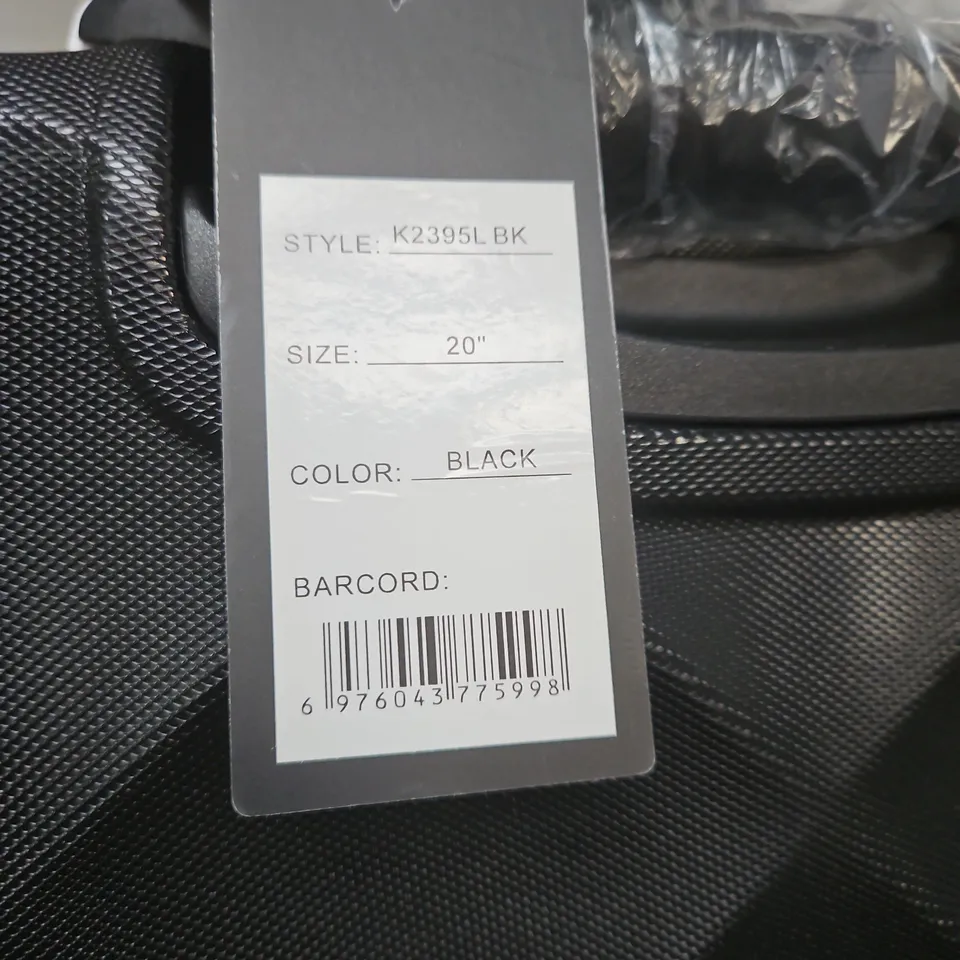 STYLE: K2395L BK
SIZE: 20"
COLOR: BLACK
BARCORD:
6 976043 775998